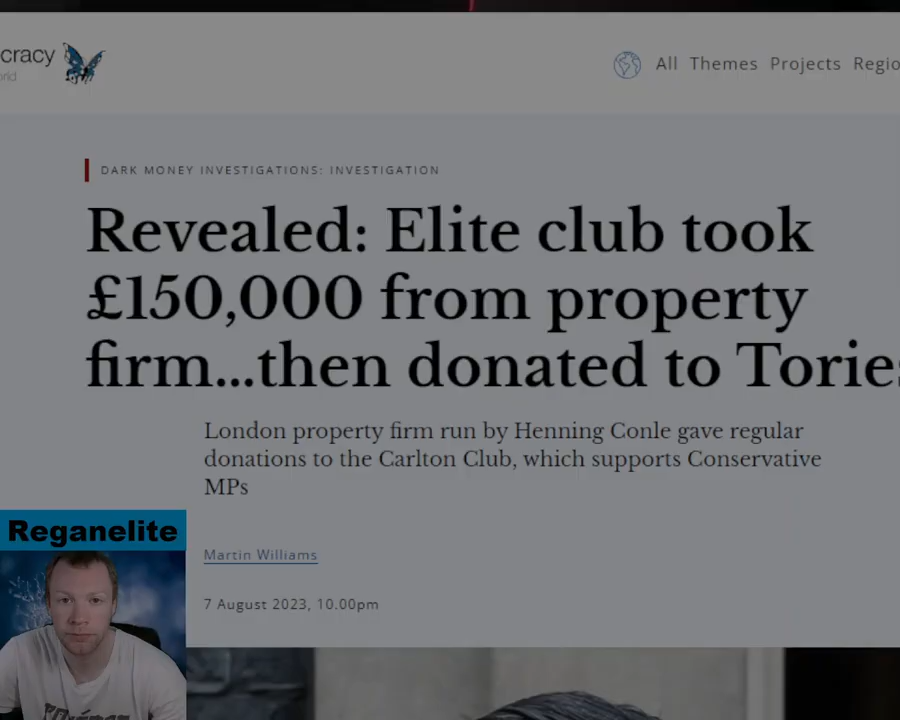 cracy
orld
All Themes Projects Regio
DARK MONEY INVESTIGATIONS: INVESTIGATION
Revealed: Elite club took
£150,000 from property
firm...then donated to Tories
London property firm run by Henning Conle gave regular
donations to the Carlton Club, which supports Conservative
MPs
Reganelite
Martin Williams
7 August 2023, 10.00pm